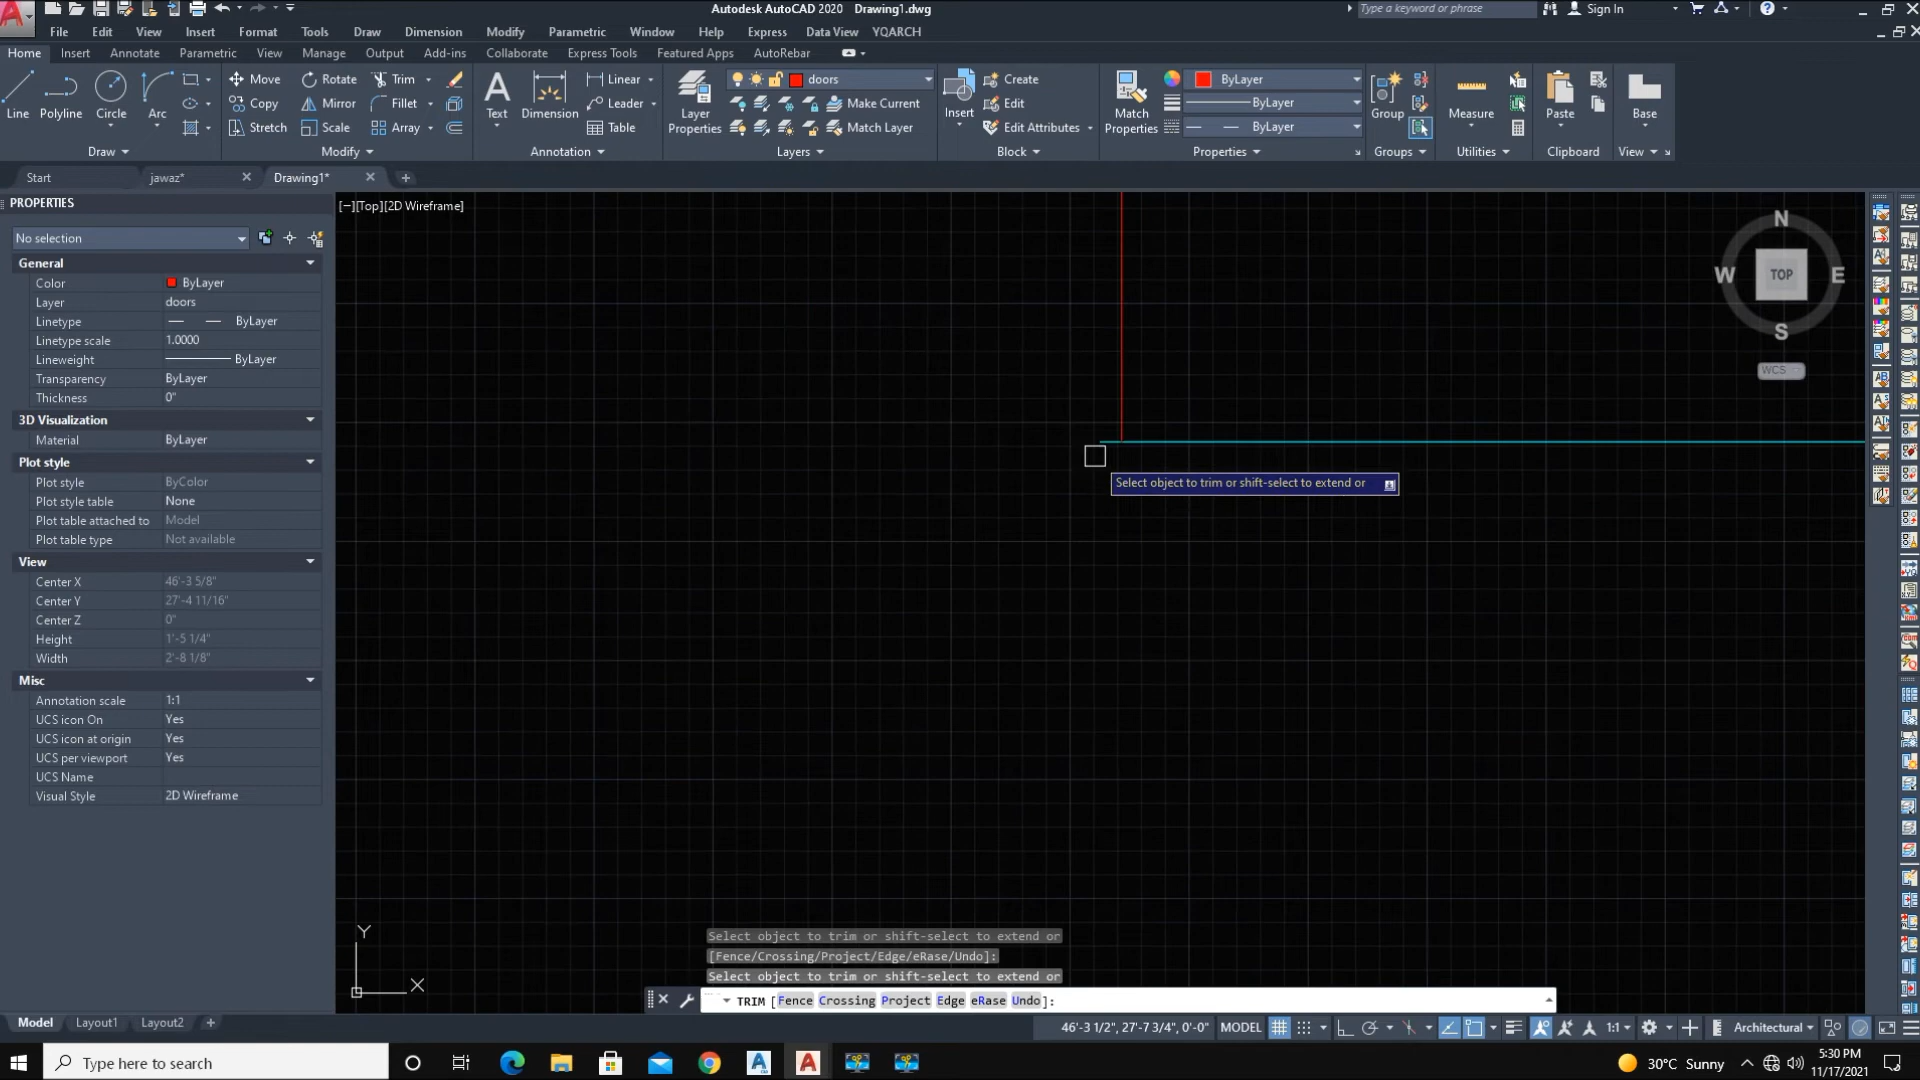 Autodesk AutoCAD 2020 Drawing1.dwg
Type a keyword or phrase
Sign In
File Edit View Insert Format Tools Draw Dimension Modify Parametric Window Help Express Data View YQARCH
Home Insert Annotate Parametric View Manage Output Add-ins Collaborate Express Tools Featured Apps AutoRebar
Line Polyline Circle Arc
Move Rotate Trim
Copy Mirror Fillet
Stretch Scale Array
Text Dimension
Linear
Leader
Table
Layer Properties
doors
Make Current
Match Layer
Insert
Create
Edit
Edit Attributes
Match Properties
ByLayer
ByLayer
ByLayer
Group
Measure
Paste
Base
Draw Modify Annotation Layers Block Properties Groups Utilities Clipboard View
Start jawaz* Drawing1*
PROPERTIES
No selection
General
Color ByLayer
Layer doors
Linetype ByLayer
Linetype scale 1.0000
Lineweight ByLayer
Transparency ByLayer
Thickness 0"
3D Visualization
Material ByLayer
Plot style
Plot style ByColor
Plot style table None
Plot table attached to Model
Plot table type Not available
View
Center X 46'-3 5/8"
Center Y 27'-4 11/16"
Center Z 0"
Height 1'-5 1/4"
Width 2'-8 1/8"
Misc
Annotation scale 1:1
UCS icon On Yes
UCS icon at origin Yes
UCS per viewport Yes
UCS Name
Visual Style 2D Wireframe
[−][Top][2D Wireframe]
N
W TOP E
S
WCS
Select object to trim or shift-select to extend or
Y
X
Select object to trim or shift-select to extend or
[Fence/Crossing/Project/Edge/eRase/Undo]:
Select object to trim or shift-select to extend or
TRIM [Fence Crossing Project Edge eRase Undo]:
Model Layout1 Layout2
46'-3 1/2", 27'-7 3/4", 0'-0" MODEL
1:1
Architectural
Type here to search
30°C Sunny
5:30 PM
11/17/2021